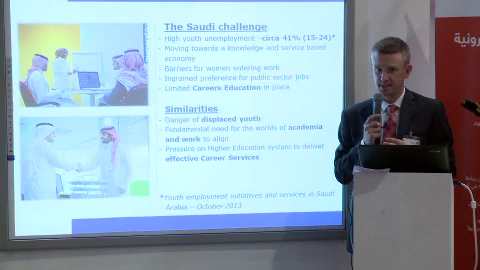 The Saudi challenge
- High youth unemployment -circa 41% (15-24)*
- Moving towards a knowledge and service based
economy
- Barriers for women entering work
- Ingrained preference for public sector jobs
- Limited Careers Education in place
Similarities
- Danger of displaced youth
- Fundamental need for the worlds of academia
and work to align
- Pressure on Higher Education system to deliver
effective Career Services
*Youth employment initiatives and services in Saudi
Arabia – October 2013